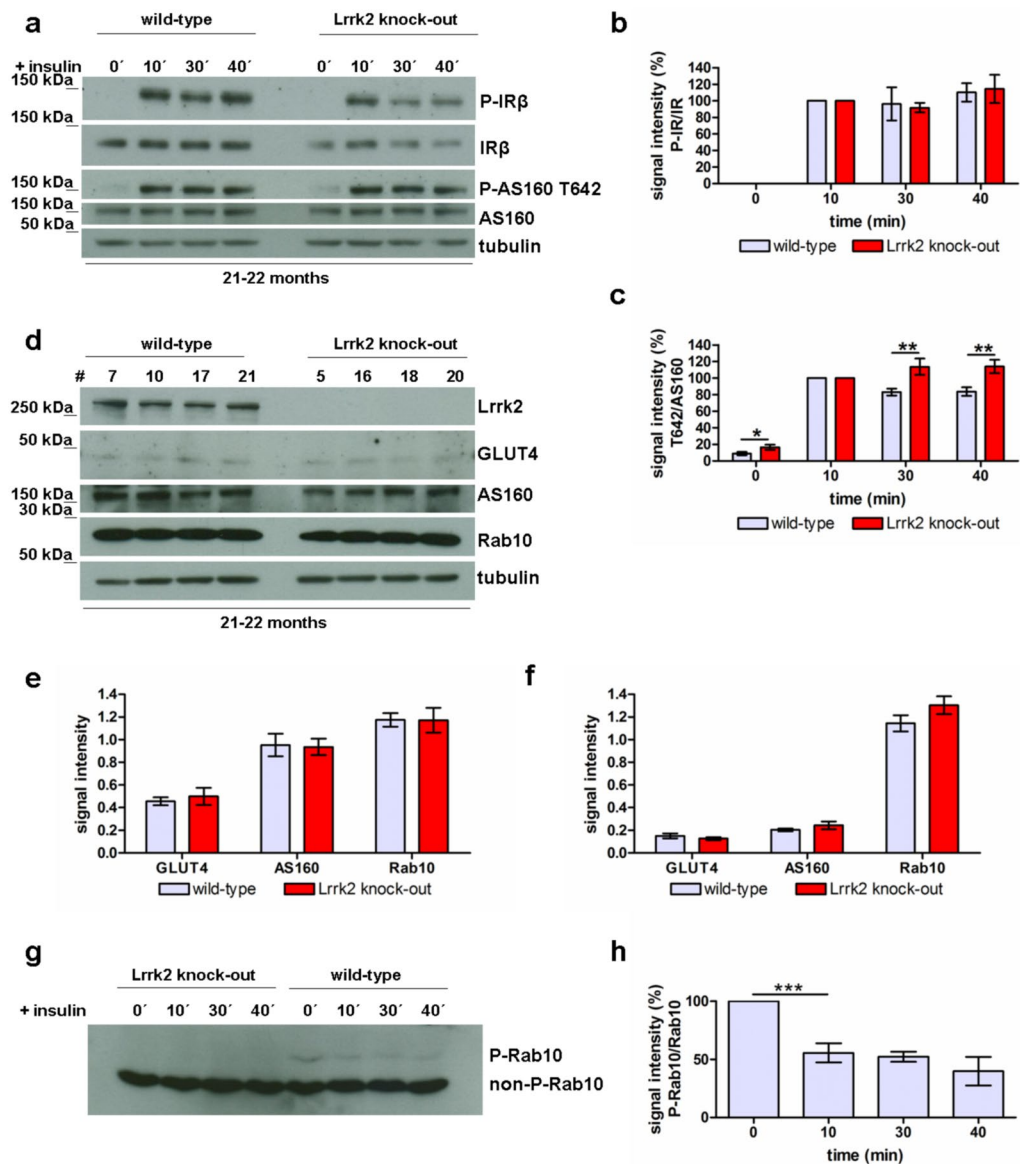 a
wild-type Lrrk2 knock-out
+ insulin 0´ 10´ 30´ 40´ 0´ 10´ 30´ 40´
150 kDa
P-IRβ
150 kDa
IRβ
150 kDa
P-AS160 T642
150 kDa
AS160
50 kDa
tubulin
21-22 months
b
signal intensity (%)
P-IR/IR
140
120
100
80
60
40
20
0
0 10 30 40
time (min)
wild-type Lrrk2 knock-out
c
signal intensity (%)
T642/AS160
140
120
100
80
60
40
20
0
* ** **
0 10 30 40
time (min)
wild-type Lrrk2 knock-out
d
wild-type Lrrk2 knock-out
# 7 10 17 21 5 16 18 20
250 kDa
Lrrk2
50 kDa
GLUT4
150 kDa
AS160
30 kDa
Rab10
50 kDa
tubulin
21-22 months
e
signal intensity
1.4
1.2
1.0
0.8
0.6
0.4
0.2
0.0
GLUT4 AS160 Rab10
wild-type Lrrk2 knock-out
f
signal intensity
1.4
1.2
1.0
0.8
0.6
0.4
0.2
0.0
GLUT4 AS160 Rab10
wild-type Lrrk2 knock-out
g
Lrrk2 knock-out wild-type
+ insulin 0´ 10´ 30´ 40´ 0´ 10´ 30´ 40´
P-Rab10
non-P-Rab10
h
signal intensity (%)
P-Rab10/Rab10
100
50
0
***
0 10 30 40
time (min)